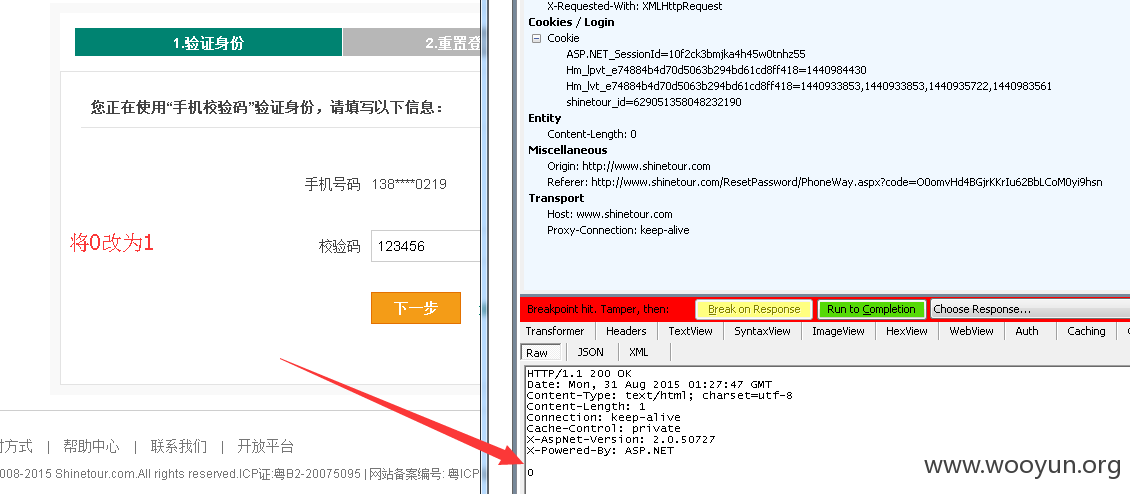 1.验证身份
2.重置登
您正在使用“手机校验码”验证身份，请填写以下信息：
手机号码 138****0219
将0改为1
校验码 123456
下一步
方式 | 帮助中心 | 联系我们 | 开放平台
008-2015 Shinetour.com.All rights reserved.ICP证:粤B2-20075095 | 网站备案编号: 粤ICP
X-Requested-With: XMLHttpRequest
Cookies / Login
Cookie
ASP.NET_SessionId=10f2ck3bmjka4h45w0tnhz55
Hm_lpvt_e74884b4d70d5063b294bd61cd8ff418=1440984430
Hm_lvt_e74884b4d70d5063b294bd61cd8ff418=1440933853,1440933853,1440935722,1440983561
shinetour_id=629051358048232190
Entity
Content-Length: 0
Miscellaneous
Origin: http://www.shinetour.com
Referer: http://www.shinetour.com/ResetPassword/PhoneWay.aspx?code=O0omvHd4BGjrKKrIu62BbLCoM0yi9hsn
Transport
Host: www.shinetour.com
Proxy-Connection: keep-alive
Breakpoint hit. Tamper, then: Break on Response Run to Completion Choose Response...
Transformer Headers TextView SyntaxView ImageView HexView WebView Auth Caching
Raw JSON XML
HTTP/1.1 200 OK
Date: Mon, 31 Aug 2015 01:27:47 GMT
Content-Type: text/html; charset=utf-8
Content-Length: 1
Connection: keep-alive
Cache-Control: private
X-AspNet-Version: 2.0.50727
X-Powered-By: ASP.NET
0
www.wooyun.org